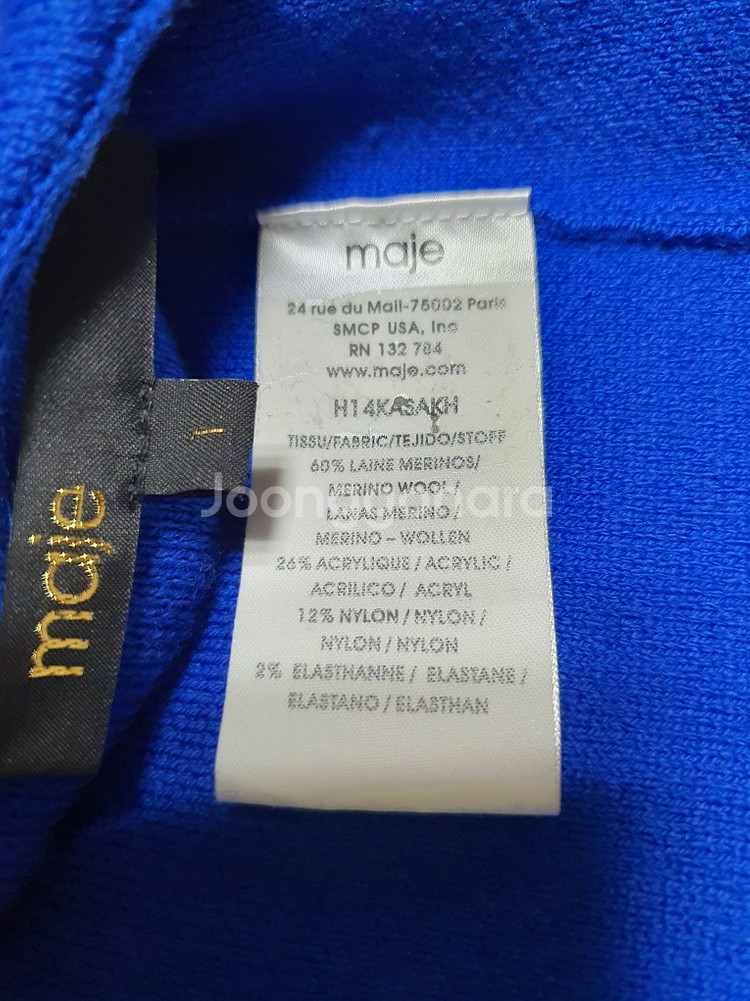 maje
1
maje
24 rue du Mail-75002 Paris
SMCP USA, Inc
RN 132 784
www.maje.com
H14KASAKH
TISSU/FABRIC/TEJIDO/STOFF
60% LAINE MERINOS/
MERINO WOOL /
LANAS MERINO /
MERINO – WOLLEN
26% ACRYLIQUE / ACRYLIC /
ACRILICO / ACRYL
12% NYLON / NYLON /
NYLON / NYLON
2% ELASTHANNE / ELASTANE /
ELASTANO / ELASTHAN
Joonggonara